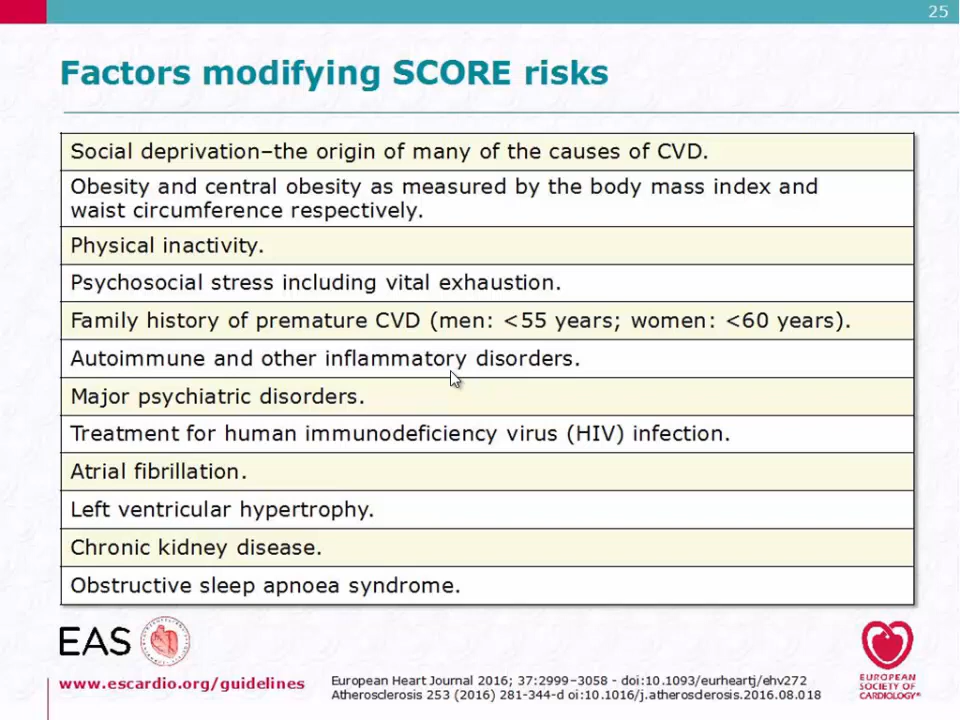 25
Factors modifying SCORE risks
Social deprivation–the origin of many of the causes of CVD.
Obesity and central obesity as measured by the body mass index and
waist circumference respectively.
Physical inactivity.
Psychosocial stress including vital exhaustion.
Family history of premature CVD (men: <55 years; women: <60 years).
Autoimmune and other inflammatory disorders.
Major psychiatric disorders.
Treatment for human immunodeficiency virus (HIV) infection.
Atrial fibrillation.
Left ventricular hypertrophy.
Chronic kidney disease.
Obstructive sleep apnoea syndrome.
EAS
www.escardio.org/guidelines
European Heart Journal 2016; 37:2999–3058 - doi:10.1093/eurheartj/ehv272
Atherosclerosis 253 (2016) 281-344-d oi:10.1016/j.atherosclerosis.2016.08.018
EUROPEAN
SOCIETY OF
CARDIOLOGY®